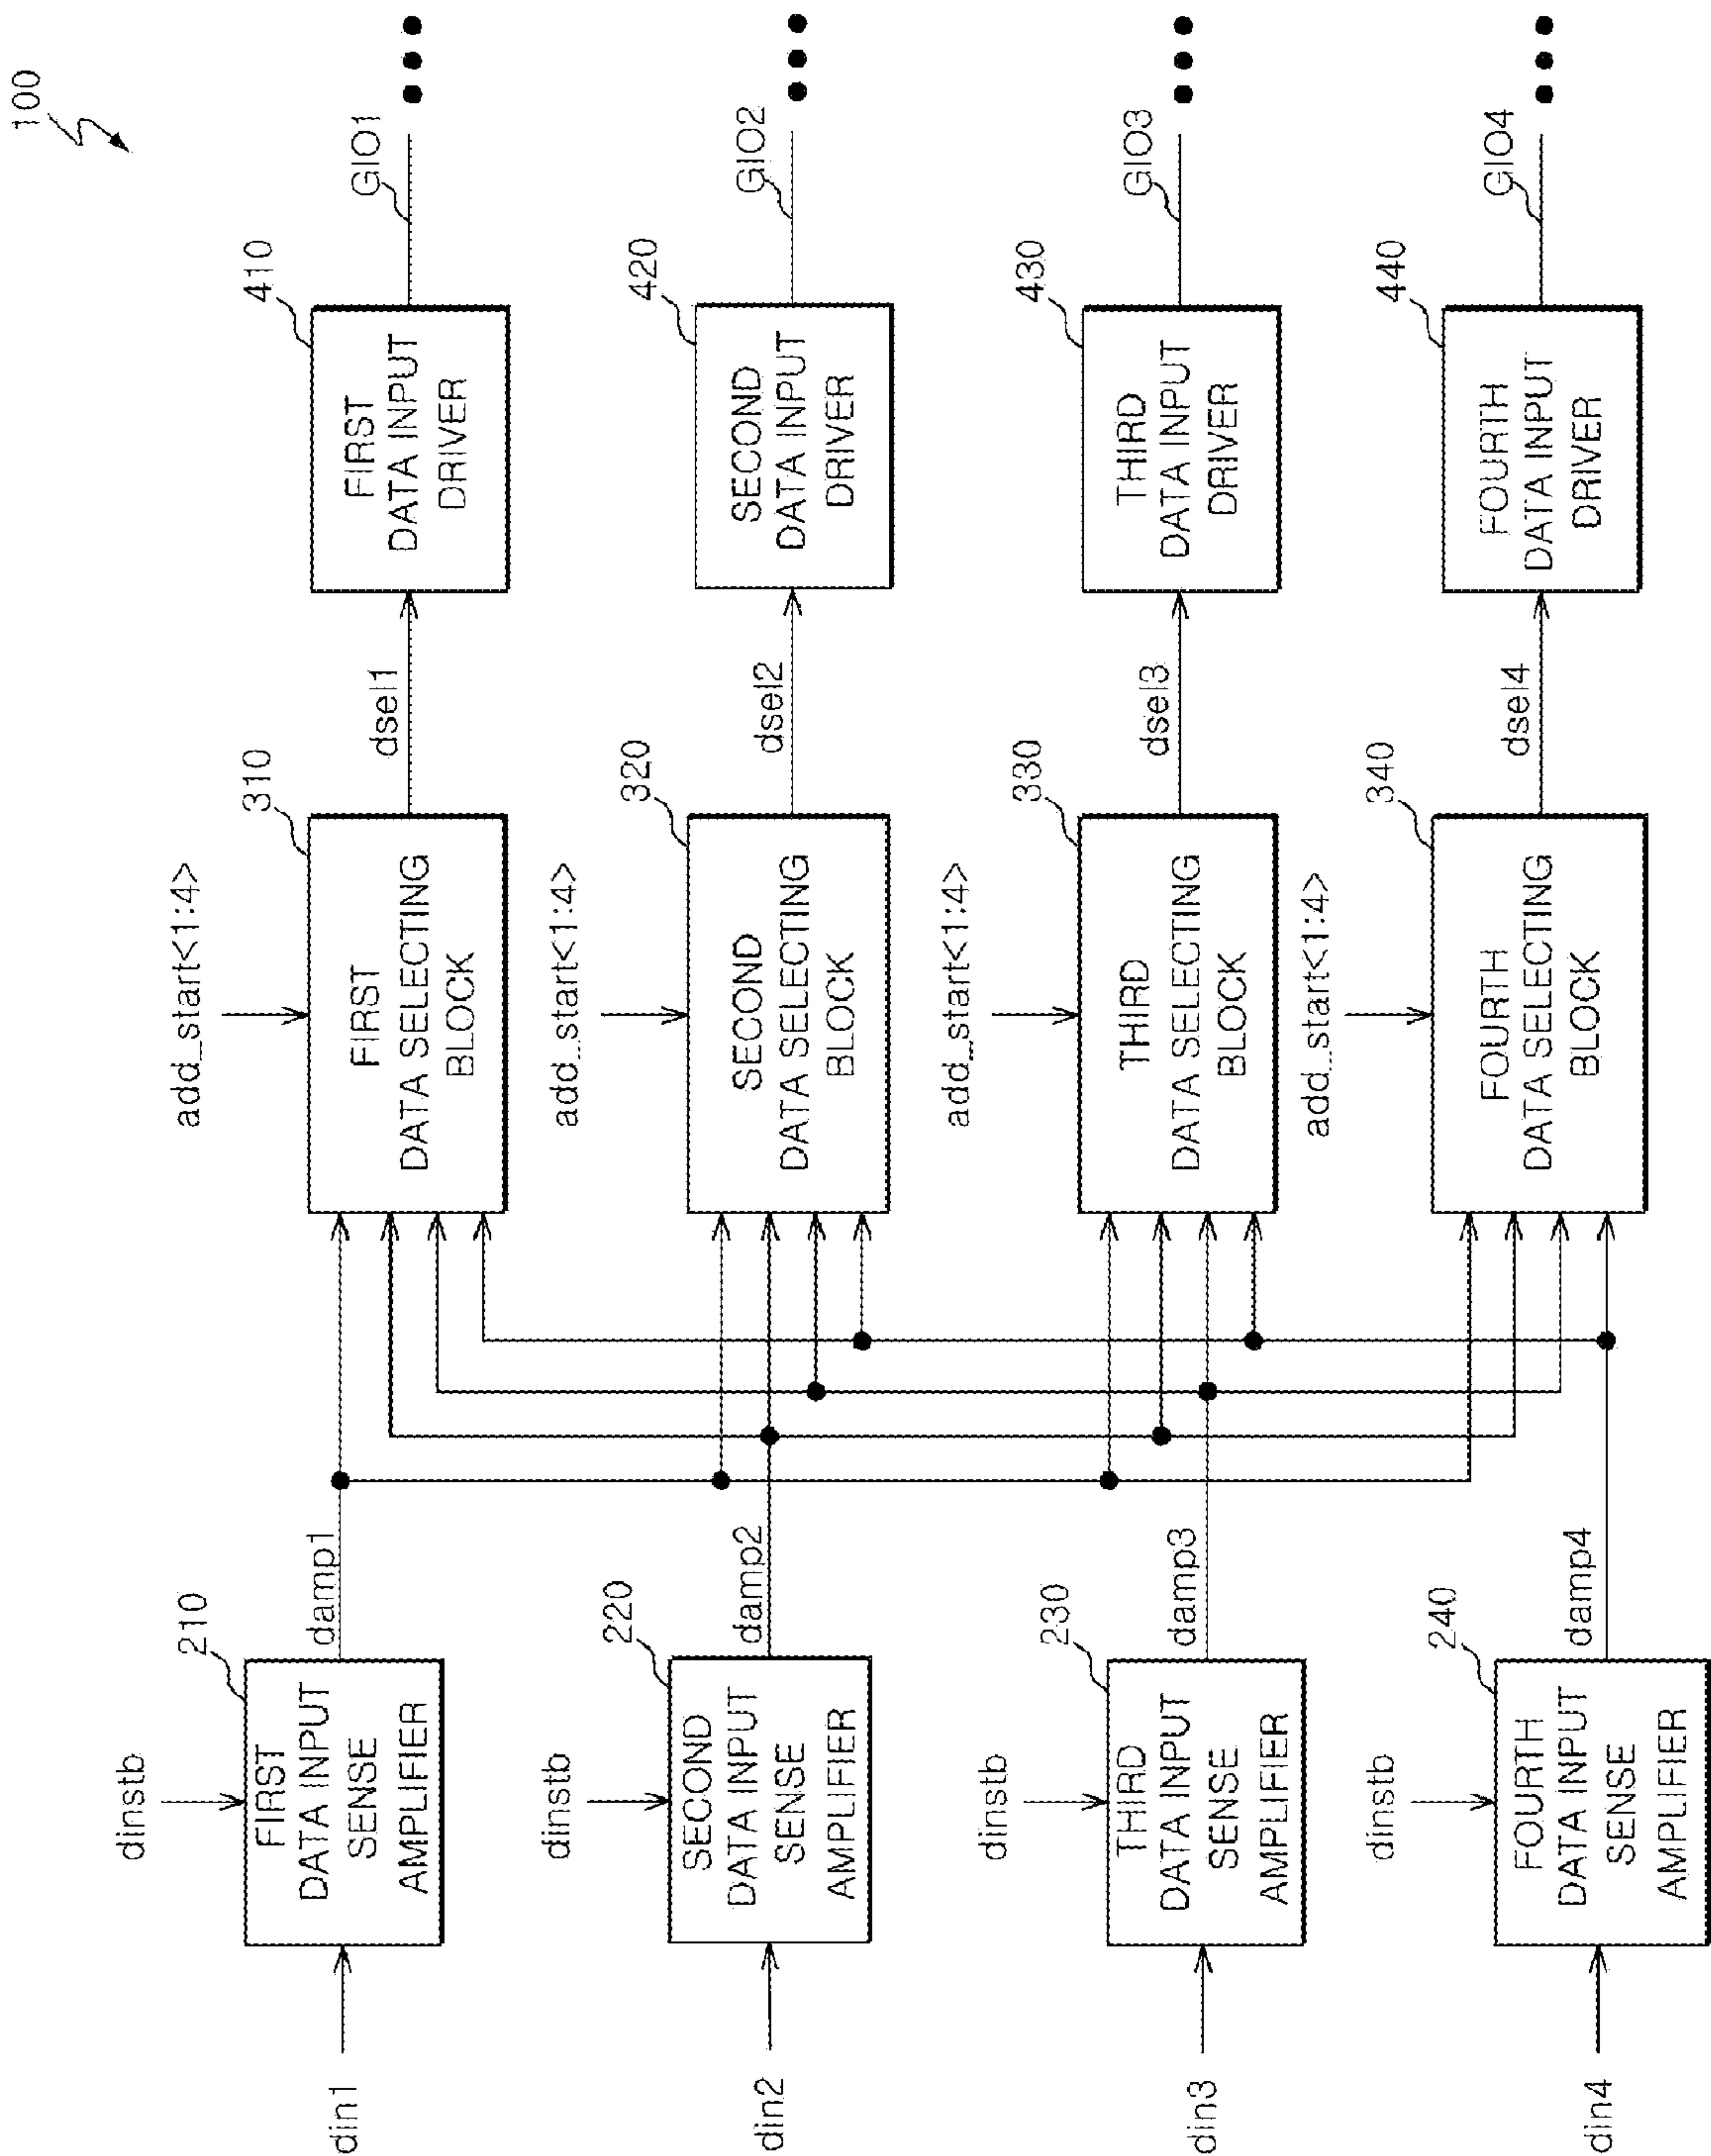 100
din1
dinstb
210
FIRST
DATA INPUT
SENSE
AMPLIFIER
damp1
add_start<1:4>
310
FIRST
DATA SELECTING
BLOCK
dsel1
410
FIRST
DATA INPUT
DRIVER
GIO1
din2
dinstb
220
SECOND
DATA INPUT
SENSE
AMPLIFIER
damp2
add_start<1:4>
320
SECOND
DATA SELECTING
BLOCK
dsel2
420
SECOND
DATA INPUT
DRIVER
GIO2
din3
dinstb
230
THIRD
DATA INPUT
SENSE
AMPLIFIER
damp3
add_start<1:4>
330
THIRD
DATA SELECTING
BLOCK
dsel3
430
THIRD
DATA INPUT
DRIVER
GIO3
din4
dinstb
240
FOURTH
DATA INPUT
SENSE
AMPLIFIER
damp4
add_start<1:4>
340
FOURTH
DATA SELECTING
BLOCK
dsel4
440
FOURTH
DATA INPUT
DRIVER
GIO4